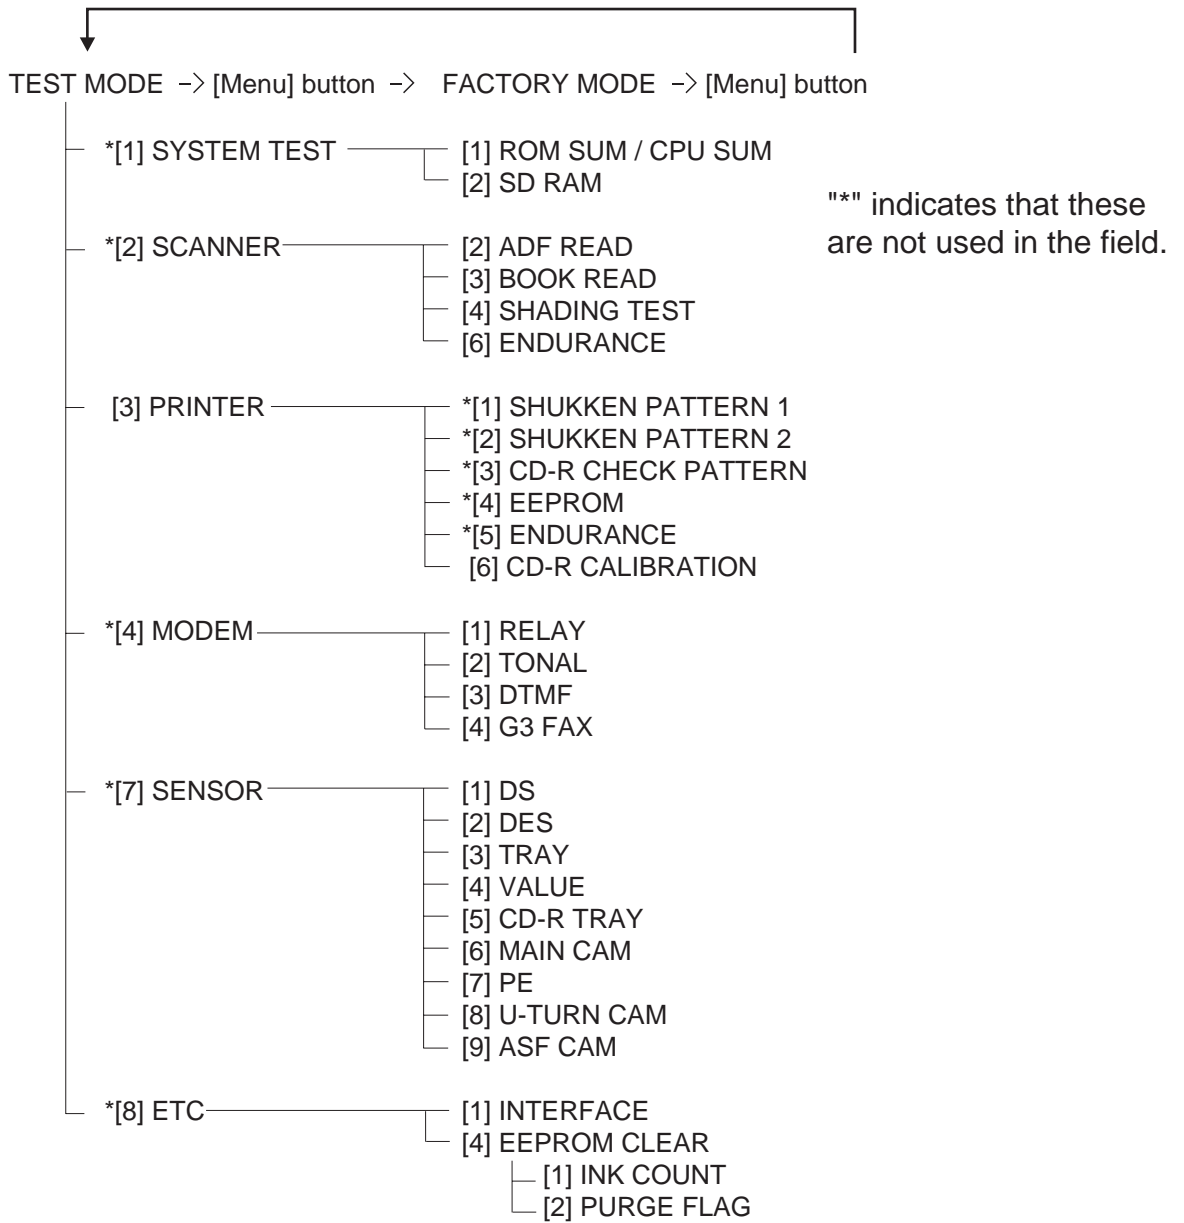 TEST MODE -> [Menu] button -> FACTORY MODE -> [Menu] button
*[1] SYSTEM TEST
[1] ROM SUM / CPU SUM
[2] SD RAM
"*" indicates that these
are not used in the field.
*[2] SCANNER
[2] ADF READ
[3] BOOK READ
[4] SHADING TEST
[6] ENDURANCE
[3] PRINTER
*[1] SHUKKEN PATTERN 1
*[2] SHUKKEN PATTERN 2
*[3] CD-R CHECK PATTERN
*[4] EEPROM
*[5] ENDURANCE
[6] CD-R CALIBRATION
*[4] MODEM
[1] RELAY
[2] TONAL
[3] DTMF
[4] G3 FAX
*[7] SENSOR
[1] DS
[2] DES
[3] TRAY
[4] VALUE
[5] CD-R TRAY
[6] MAIN CAM
[7] PE
[8] U-TURN CAM
[9] ASF CAM
*[8] ETC
[1] INTERFACE
[4] EEPROM CLEAR
[1] INK COUNT
[2] PURGE FLAG